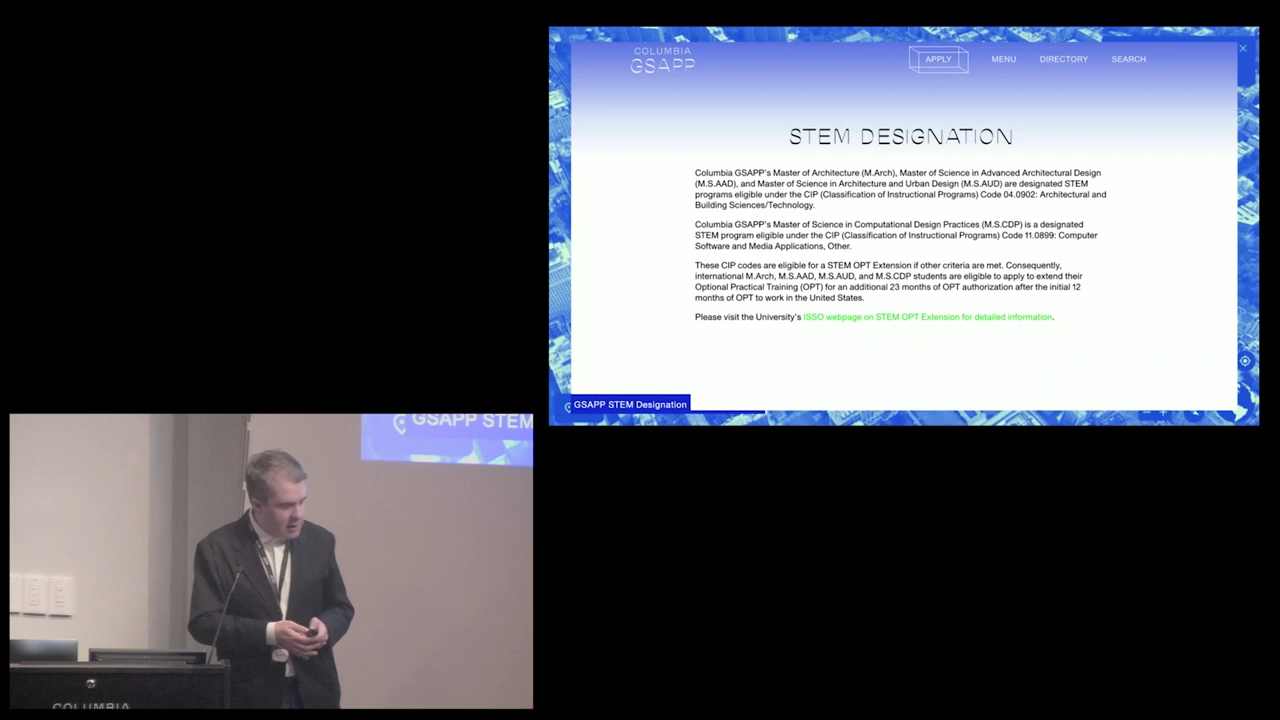 COLUMBIA
GSAPP
APPLY
MENU
DIRECTORY
SEARCH
STEM DESIGNATION
Columbia GSAPP's Master of Architecture (M.Arch), Master of Science in Advanced Architectural Design
(M.S.AAD), and Master of Science in Architecture and Urban Design (M.S.AUD) are designated STEM
programs eligible under the CIP (Classification of Instructional Programs) Code 04.0902: Architectural and
Building Sciences/Technology.
Columbia GSAPP's Master of Science in Computational Design Practices (M.S.CDP) is a designated
STEM program eligible under the CIP (Classification of Instructional Programs) Code 11.0899: Computer
Software and Media Applications, Other.
These CIP codes are eligible for a STEM OPT Extension if other criteria are met. Consequently,
international M.Arch, M.S.AAD, M.S.AUD, and M.S.CDP students are eligible to apply to extend their
Optional Practical Training (OPT) for an additional 23 months of OPT authorization after the initial 12
months of OPT to work in the United States.
Please visit the University's ISSO webpage on STEM OPT Extension for detailed information.
GSAPP STEM Designation
GSAPP STEM
COLUMBIA